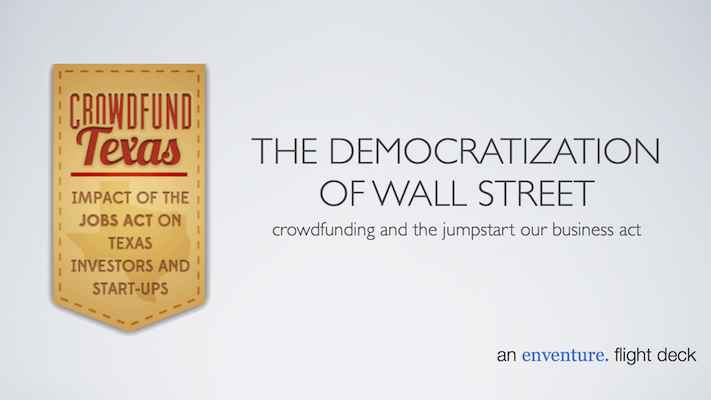 CROWDFUND
Texas
IMPACT OF THE
JOBS ACT ON
TEXAS
INVESTORS AND
START-UPS
THE DEMOCRATIZATION
OF WALL STREET
crowdfunding and the jumpstart our business act
an enventure. flight deck